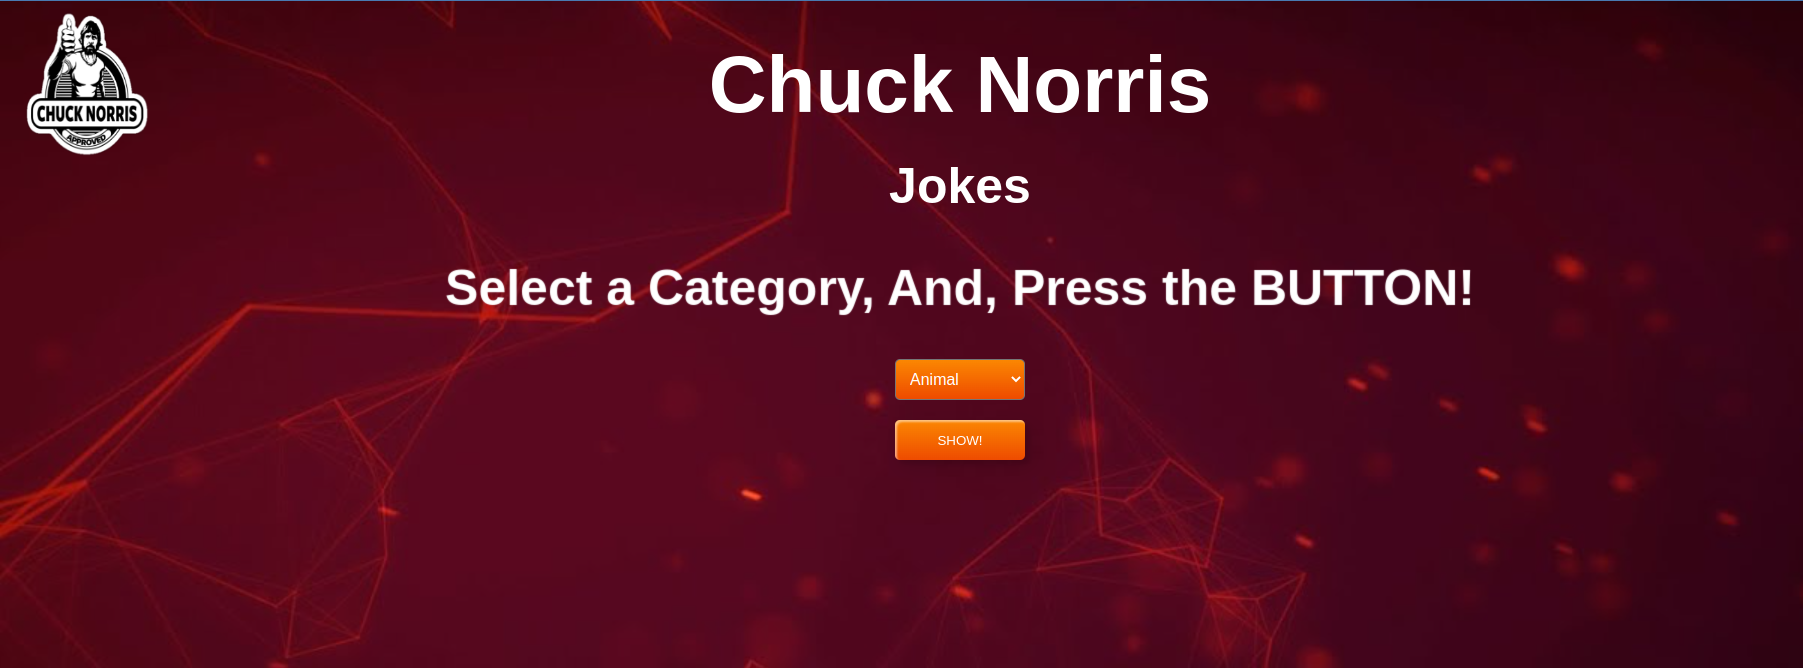 CHUCK NORRIS
APPROVED
Chuck Norris
Jokes
Select a Category, And, Press the BUTTON!
Animal
SHOW!